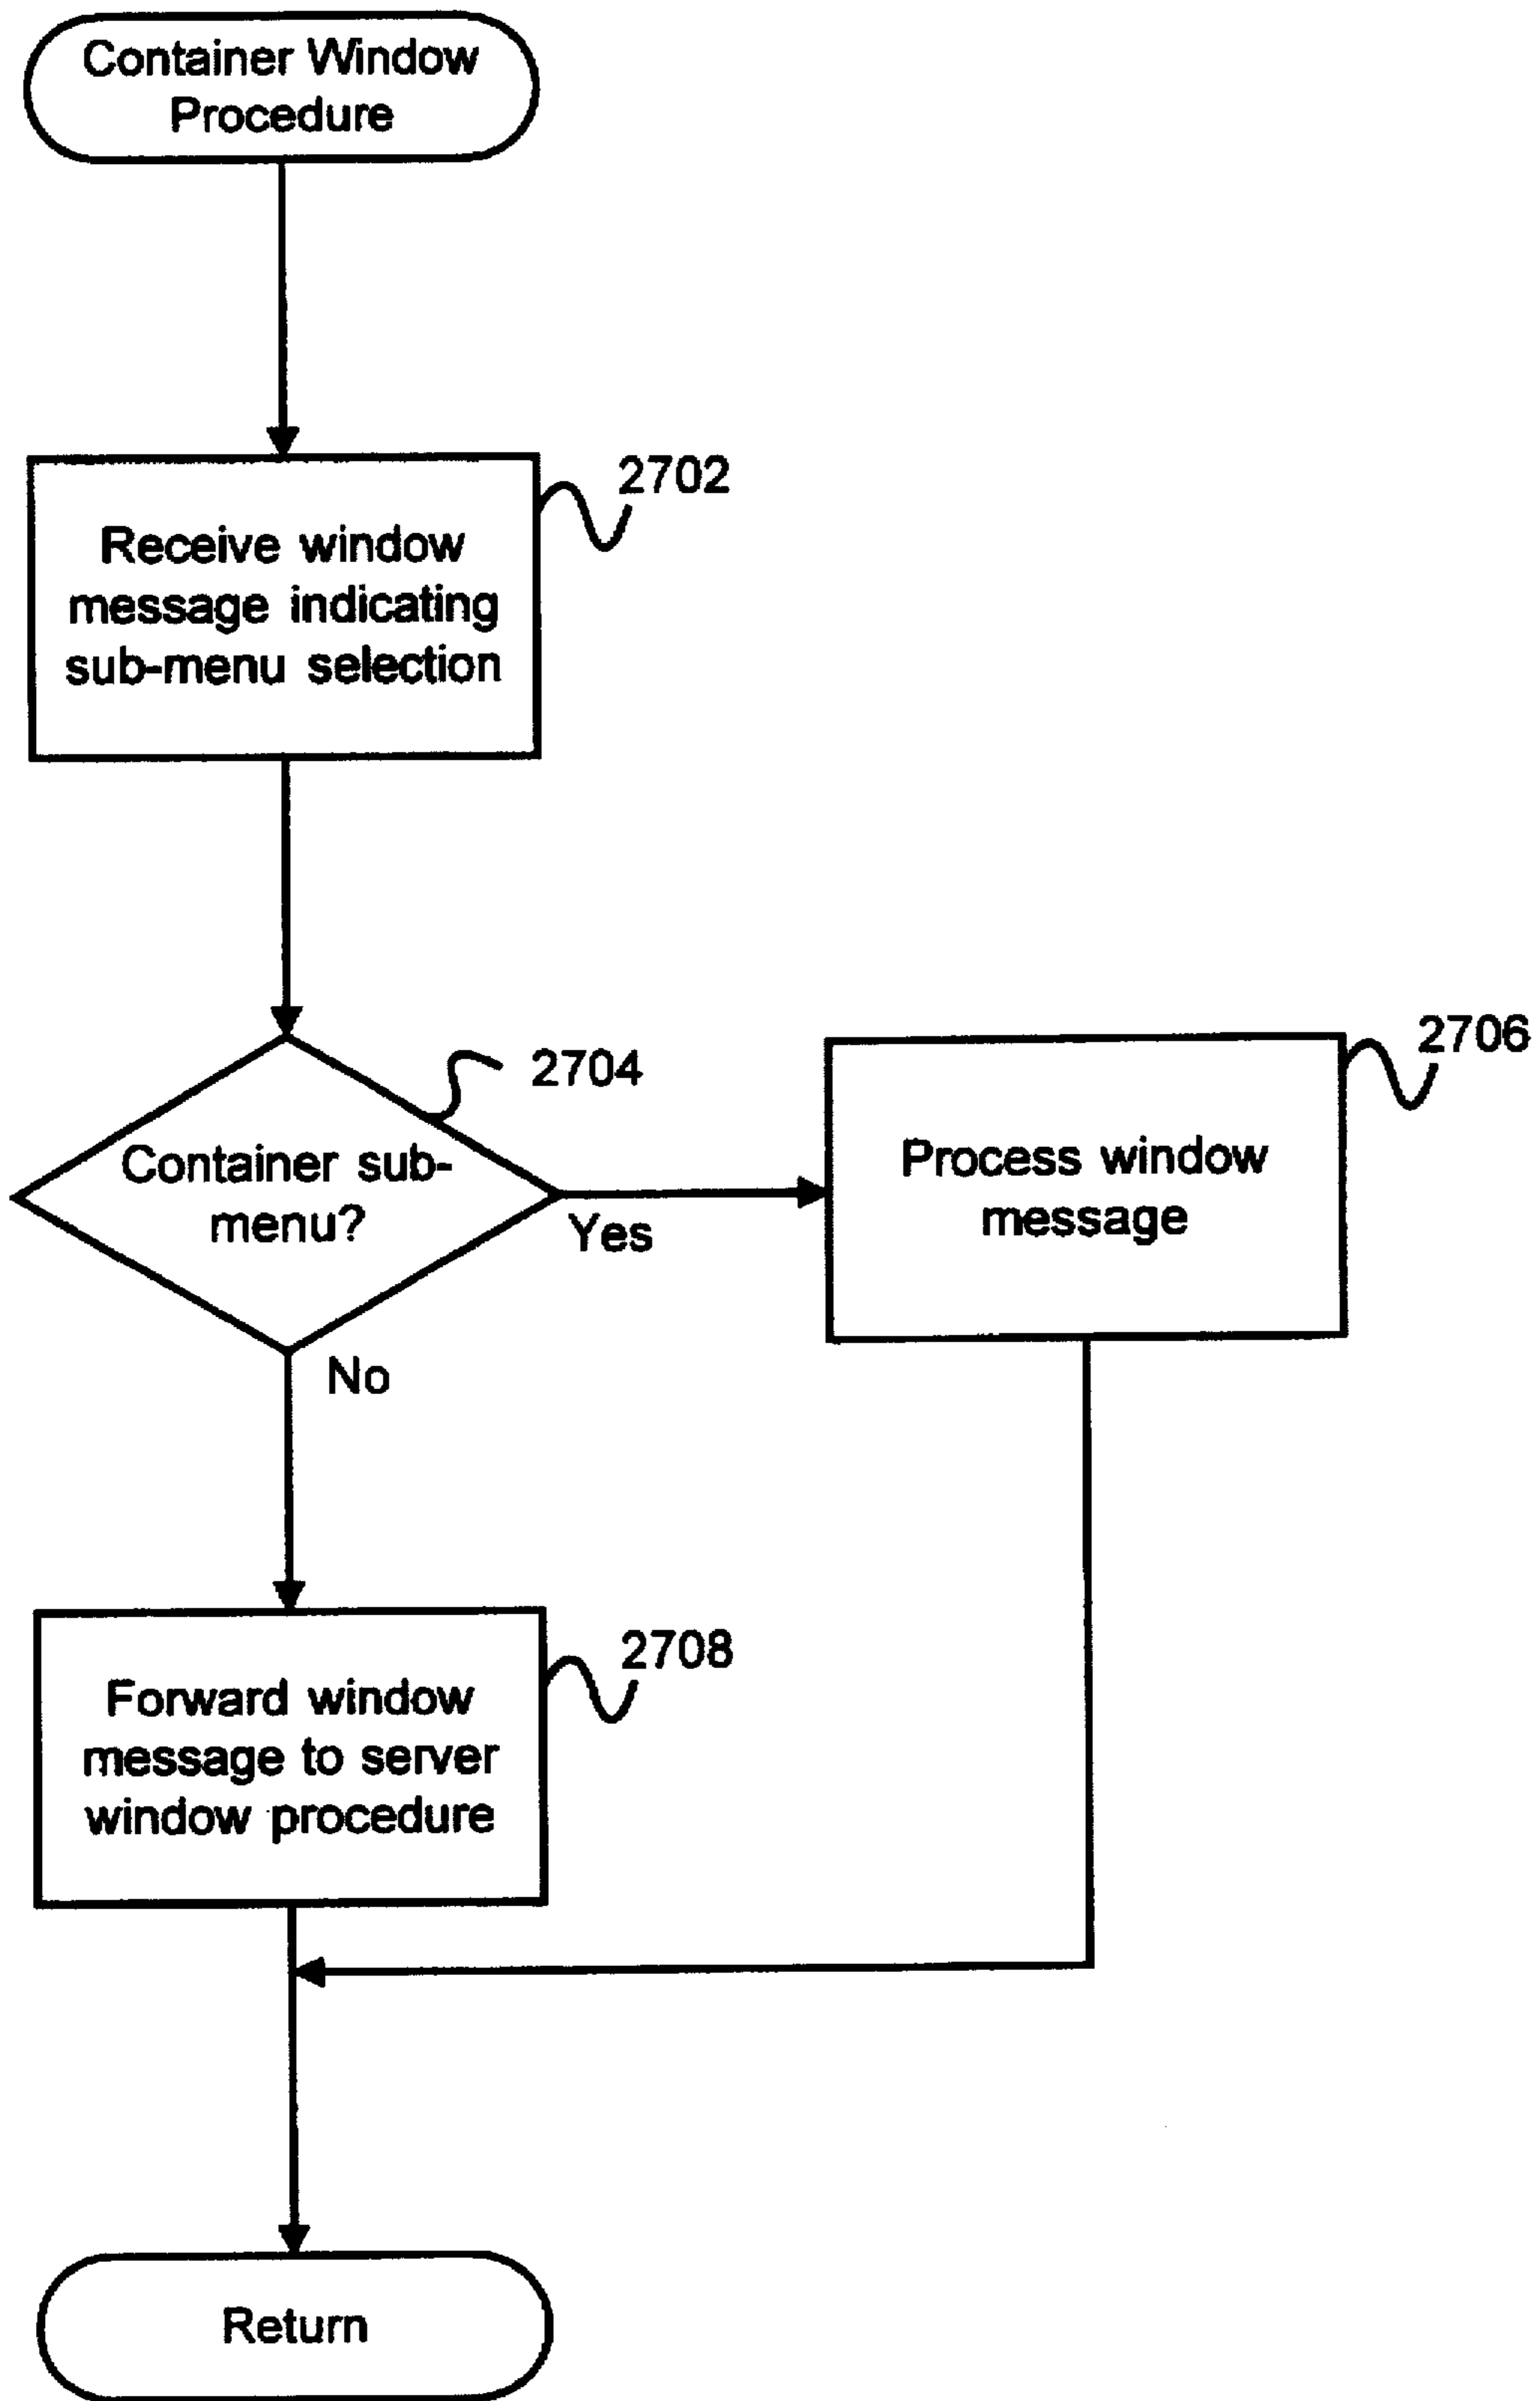 Container Window
Procedure
2702
Receive window
message indicating
sub-menu selection
2704
Container sub-
menu?
Yes
2706
Process window
message
No
2708
Forward window
message to server
window procedure
Return